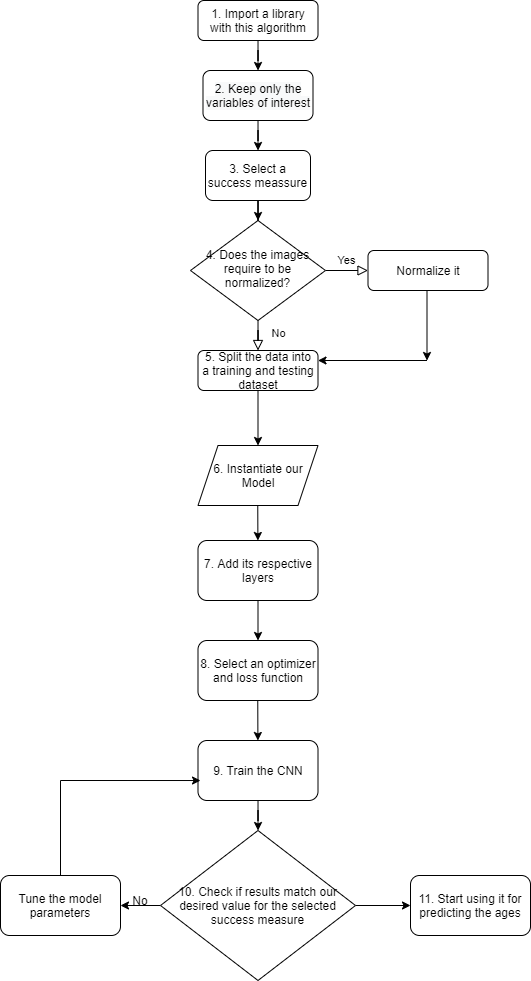 1. Import a library
with this algorithm
2. Keep only the
variables of interest
3. Select a
success meassure
4. Does the images
require to be
normalized?
Yes
Normalize it
No
5. Split the data into
a training and testing
dataset
6. Instantiate our
Model
7. Add its respective
layers
8. Select an optimizer
and loss function
9. Train the CNN
10. Check if results match our
desired value for the selected
success measure
No
Tune the model
parameters
11. Start using it for
predicting the ages